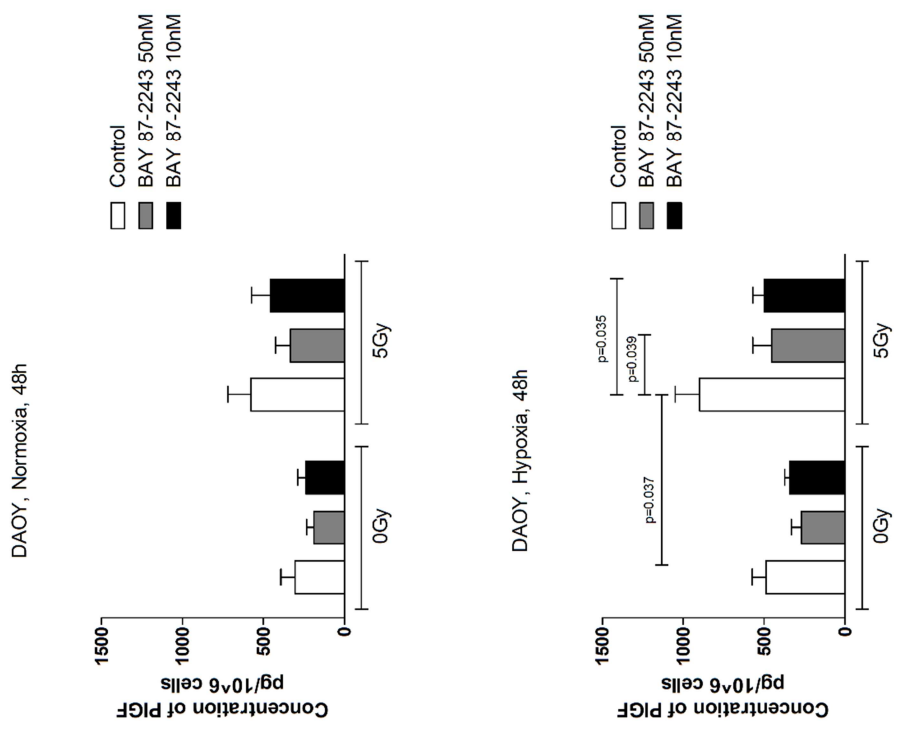 DAOY, Normoxia, 48h
Control
BAY 87-2243 50nM
BAY 87-2243 10nM
Concentration of PlGF
pg/10^6 cells
1500
1000
500
0
0Gy
5Gy
DAOY, Hypoxia, 48h
Control
BAY 87-2243 50nM
BAY 87-2243 10nM
Concentration of PlGF
pg/10^6 cells
1500
1000
500
0
p=0.035
p=0.039
p=0.037
0Gy
5Gy